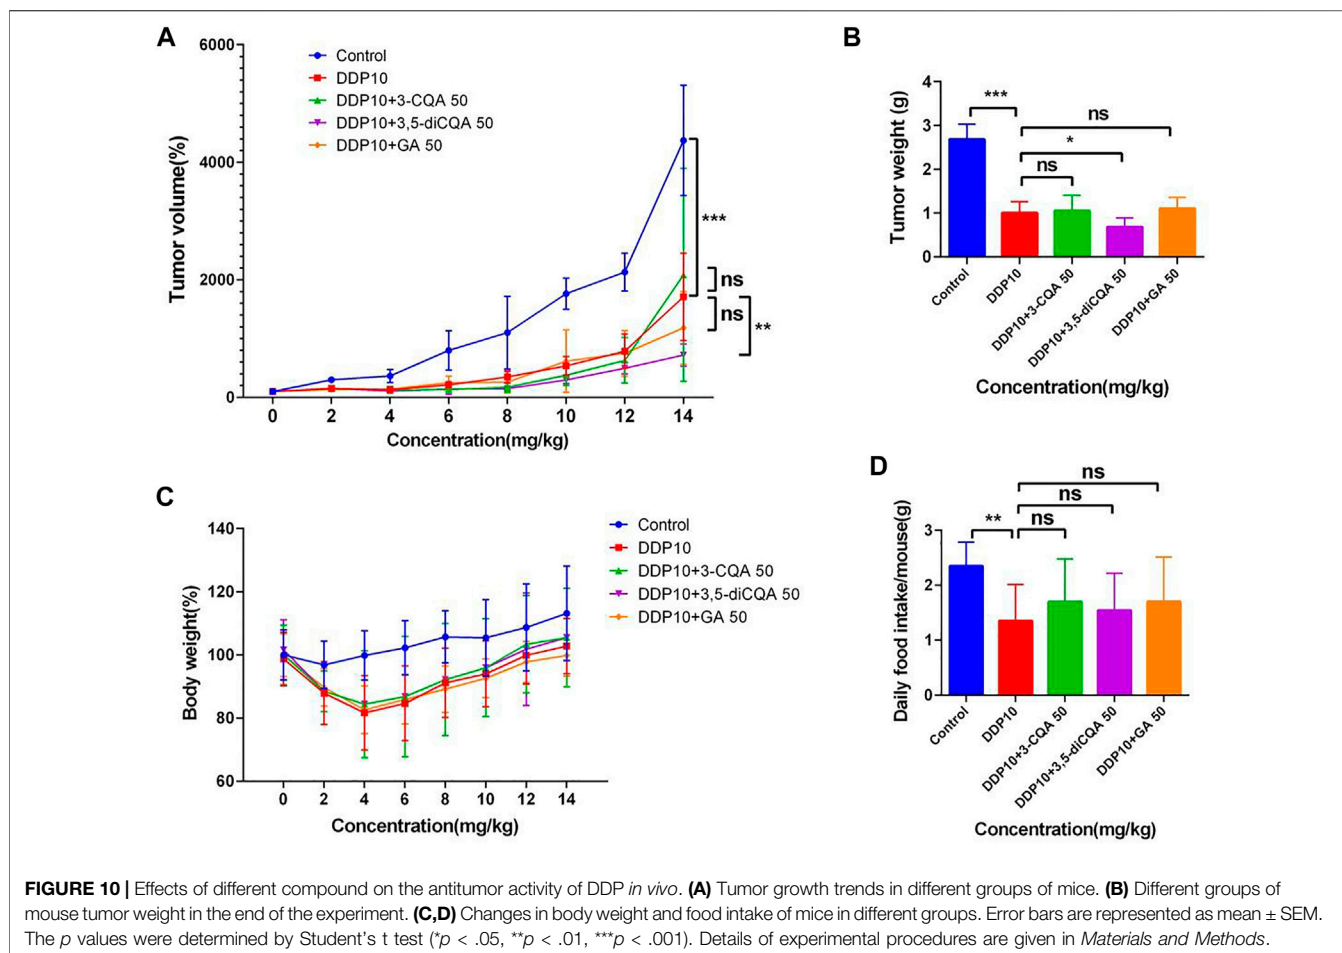 A
6000
4000
2000
0
Tumor volume(%)
Control
DDP10
DDP10+3-CQA 50
DDP10+3,5-diCQA 50
DDP10+GA 50
***
ns
ns
**
0 2 4 6 8 10 12 14
Concentration(mg/kg)
B
4
3
2
1
0
Tumor weight (g)
***
ns
*
ns
Control
DDP10
DDP10+3-CQA 50
DDP10+3,5-diCQA 50
DDP10+GA 50
Concentration(mg/kg)
C
140
120
100
80
60
Body weight(%)
Control
DDP10
DDP10+3-CQA 50
DDP10+3,5-diCQA 50
DDP10+GA 50
0 2 4 6 8 10 12 14
Concentration(mg/kg)
D
3
2
1
0
Daily food intake/mouse(g)
ns
ns
**
ns
Control
DDP10
DDP10+3-CQA 50
DDP10+3,5-diCQA 50
DDP10+GA 50
Concentration(mg/kg)
FIGURE 10 | Effects of different compound on the antitumor activity of DDP in vivo. (A) Tumor growth trends in different groups of mice. (B) Different groups of
mouse tumor weight in the end of the experiment. (C,D) Changes in body weight and food intake of mice in different groups. Error bars are represented as mean ± SEM.
The p values were determined by Student's t test (*p < .05, **p < .01, ***p < .001). Details of experimental procedures are given in Materials and Methods.